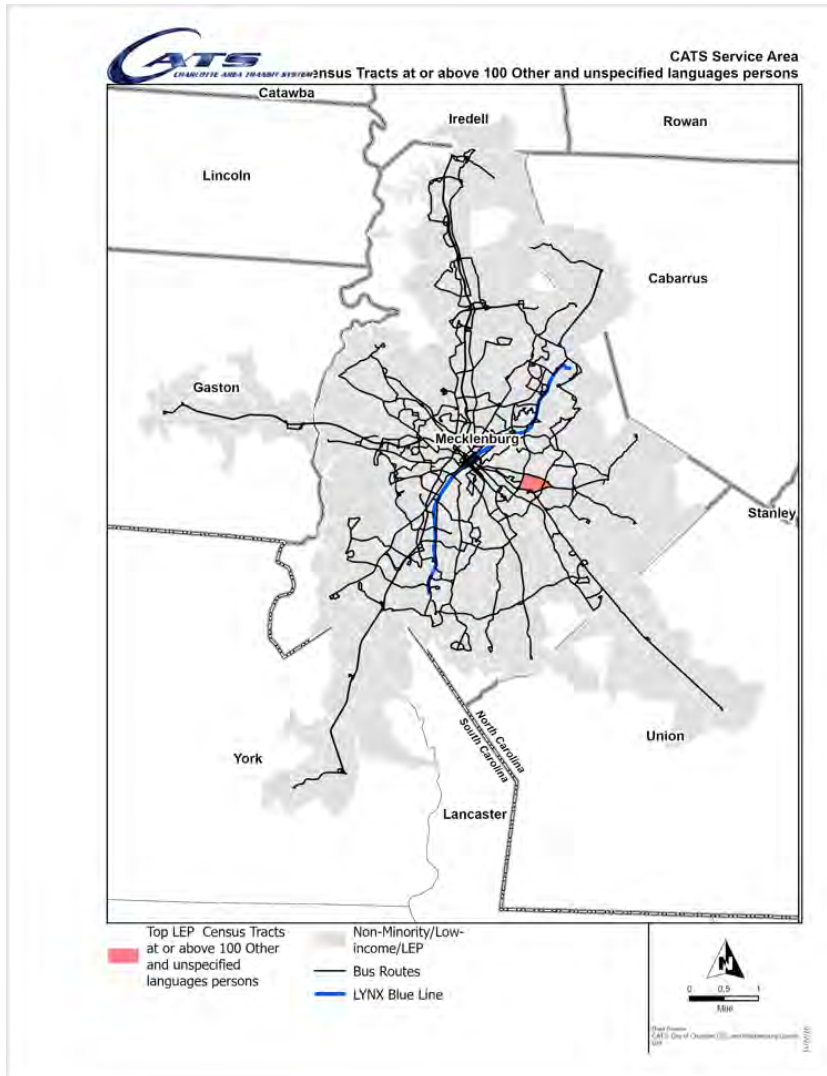 CATS
CHARLOTTE AREA TRANSIT SYSTEM
CATS Service Area
ensus Tracts at or above 100 Other and unspecified languages persons
Catawba
Iredell
Rowan
Lincoln
Cabarrus
Gaston
Mecklenburg
Stanley
North Carolina
South Carolina
Union
York
Lancaster
Top LEP Census Tracts
at or above 100 Other
and unspecified
languages persons
Non-Minority/Low-
income/LEP
Bus Routes
LYNX Blue Line
N
0 0.5 1
Mile